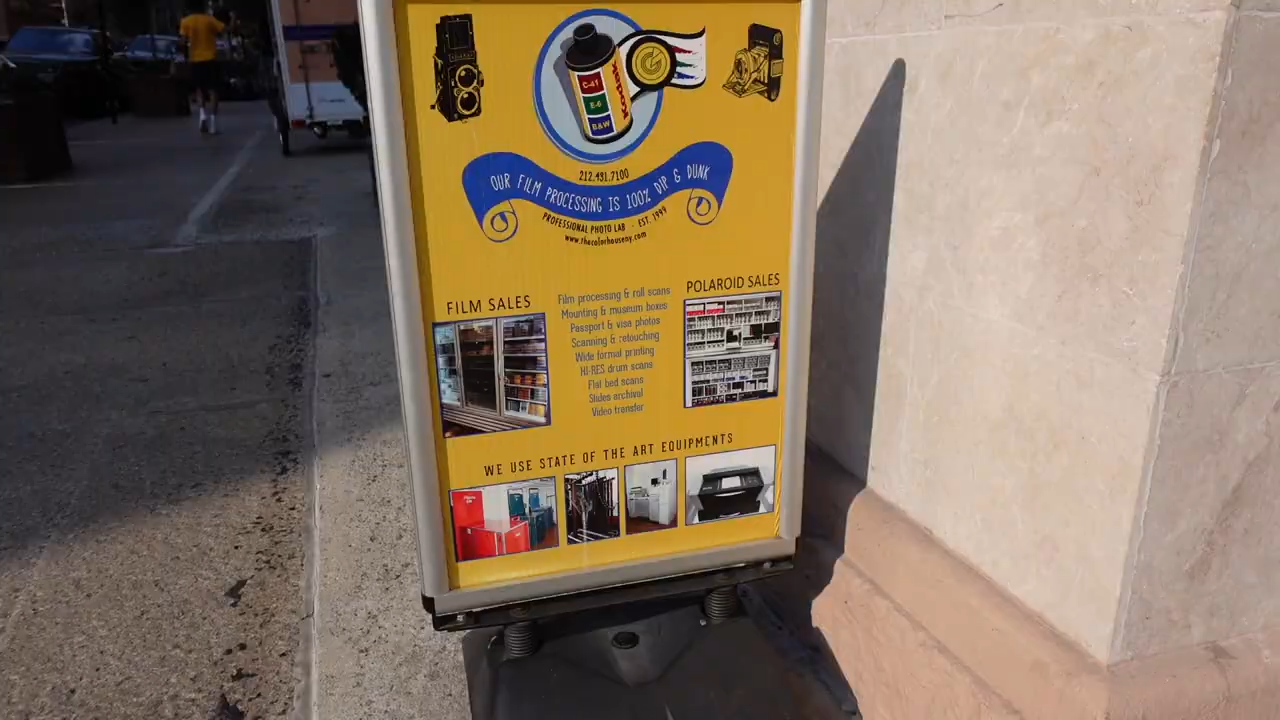 C-41
E-6
B&W
Kodak
212.431.7100
OUR FILM PROCESSING IS 100% DIP & DUNK
PROFESSIONAL PHOTO LAB - EST. 1999
www.thecolorhouseny.com
FILM SALES
Film processing & roll scans
Mounting & museum boxes
Passport & visa photos
Scanning & retouching
Wide format printing
HI-RES drum scans
Flat bed scans
Slides archival
Video transfer
POLAROID SALES
WE USE STATE OF THE ART EQUIPMENTS